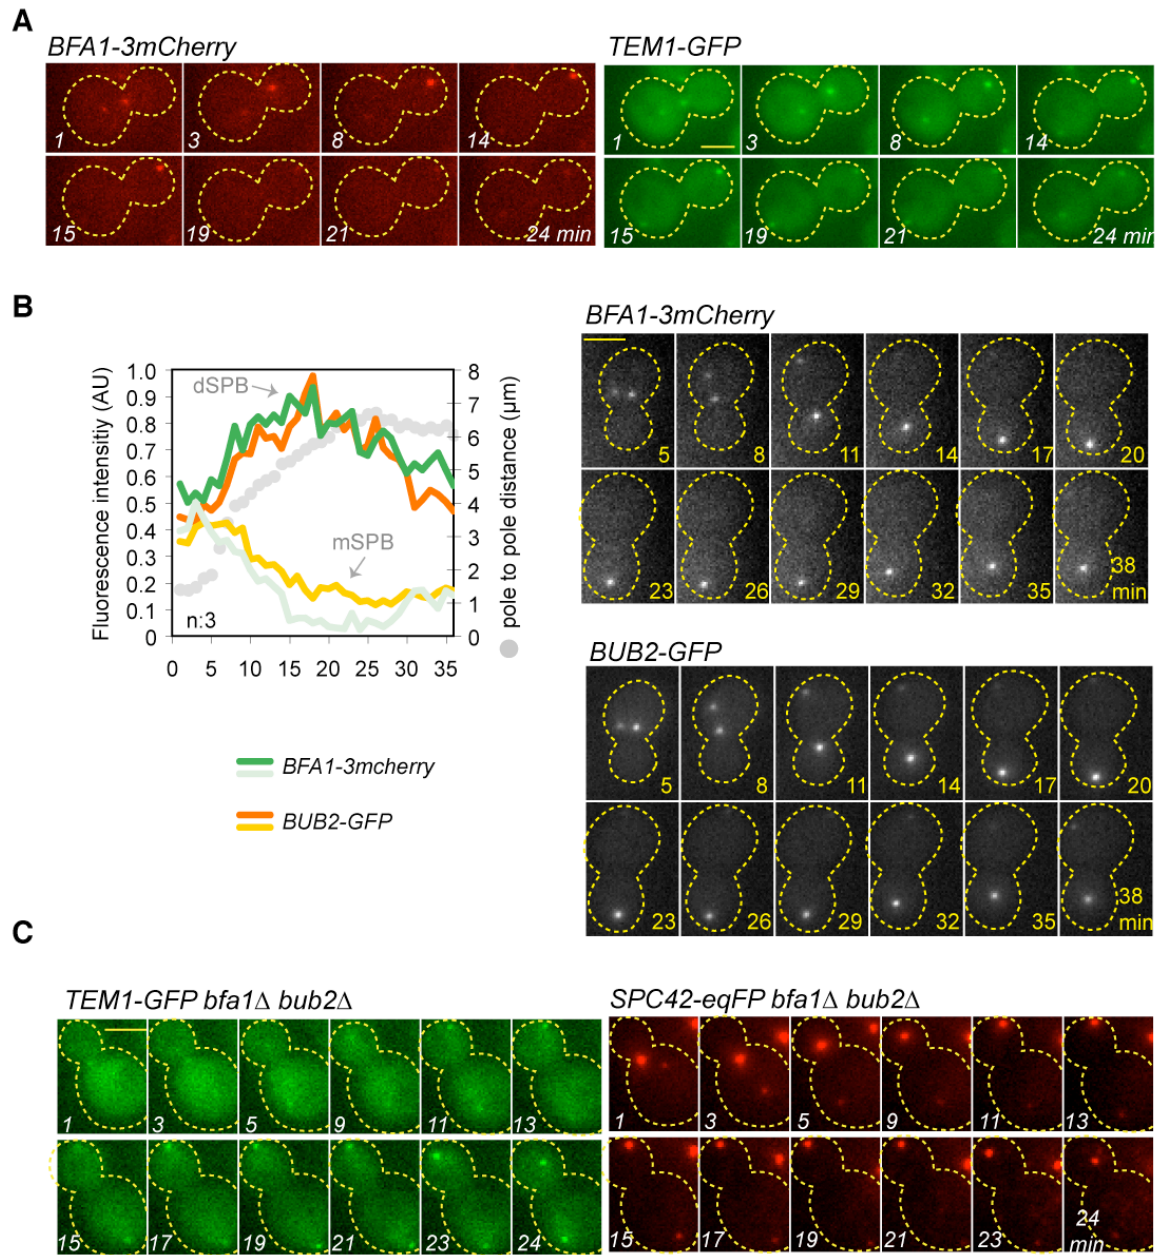 A
BFA1-3mCherry
TEM1-GFP
1 3 8 14
15 19 21 24 min
1 3 8 14
15 19 21 24 min
B
Fluorescence intensitiy (AU)
1.0
0.9
0.8
0.7
0.6
0.5
0.4
0.3
0.2
0.1
0
dSPB
mSPB
n:3
8
7
6
5
4
3
2
1
0
pole to pole distance (µm)
0 5 10 15 20 25 30 35
BFA1-3mcherry
BUB2-GFP
BFA1-3mCherry
5 8 11 14 17 20
23 26 29 32 35 38
min
BUB2-GFP
5 8 11 14 17 20
23 26 29 32 35 38
min
C
TEM1-GFP bfa1Δ bub2Δ
1 3 5 9 11 13
15 17 19 21 23 24
SPC42-eqFP bfa1Δ bub2Δ
1 3 5 9 11 13
15 17 19 21 23 24
min